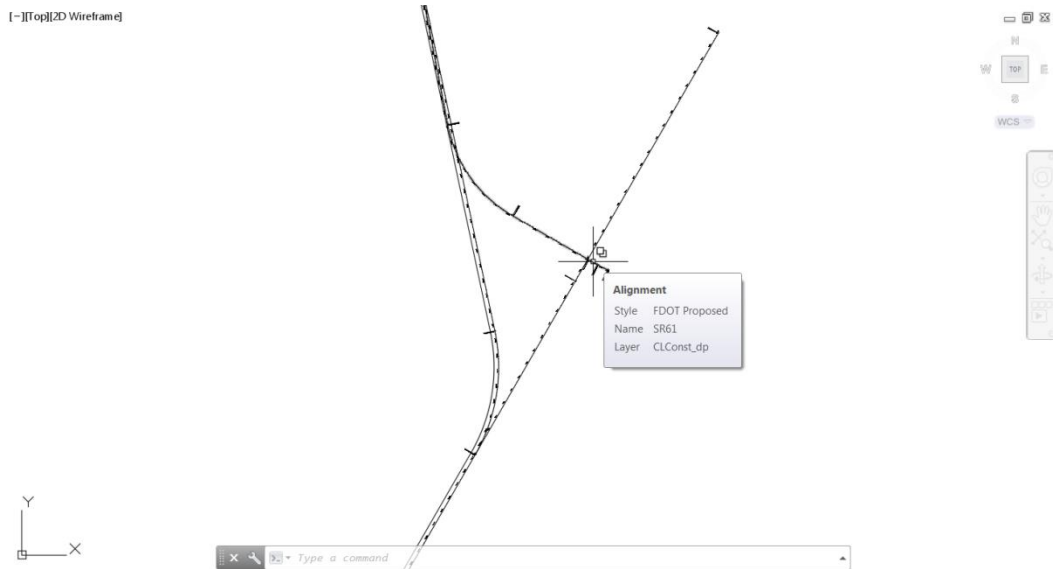 [−][Top][2D Wireframe]
N
W
TOP
E
S
WCS
Alignment
Style FDOT Proposed
Name SR61
Layer CLConst_dp
Y
X
Type a command